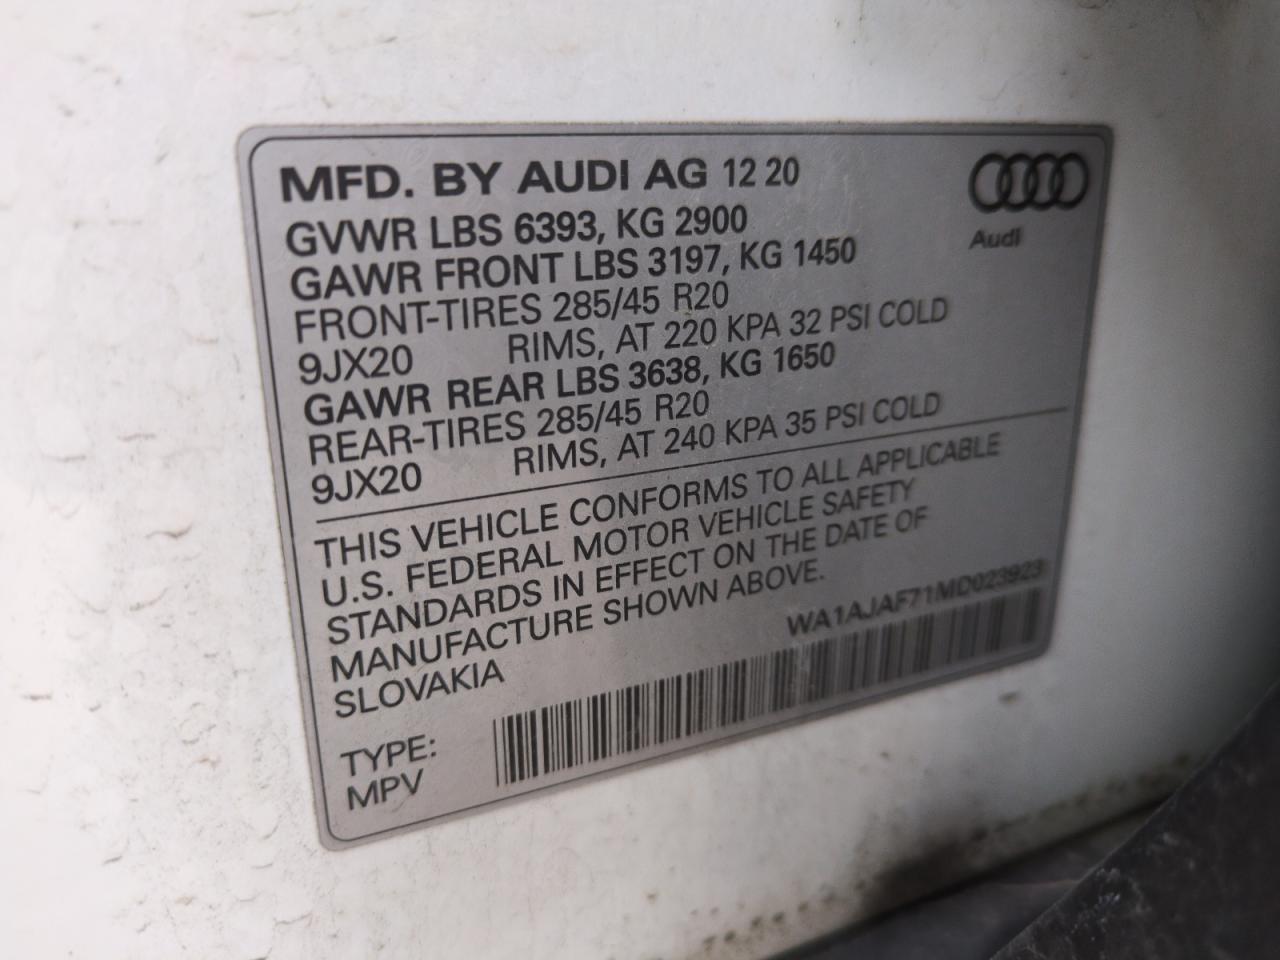 MFD. BY AUDI AG 12 20
GVWR LBS 6393, KG 2900
GAWR FRONT LBS 3197, KG 1450
FRONT-TIRES 285/45 R20
9JX20 RIMS, AT 220 KPA 32 PSI COLD
GAWR REAR LBS 3638, KG 1650
REAR-TIRES 285/45 R20
9JX20 RIMS, AT 240 KPA 35 PSI COLD
Audi
THIS VEHICLE CONFORMS TO ALL APPLICABLE
U.S. FEDERAL MOTOR VEHICLE SAFETY
STANDARDS IN EFFECT ON THE DATE OF
MANUFACTURE SHOWN ABOVE.
SLOVAKIA
WA1AJAF71MD023923
TYPE:
MPV